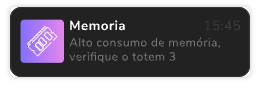 Memoria 15:45
Alto consumo de memória,
verifique o totem 3